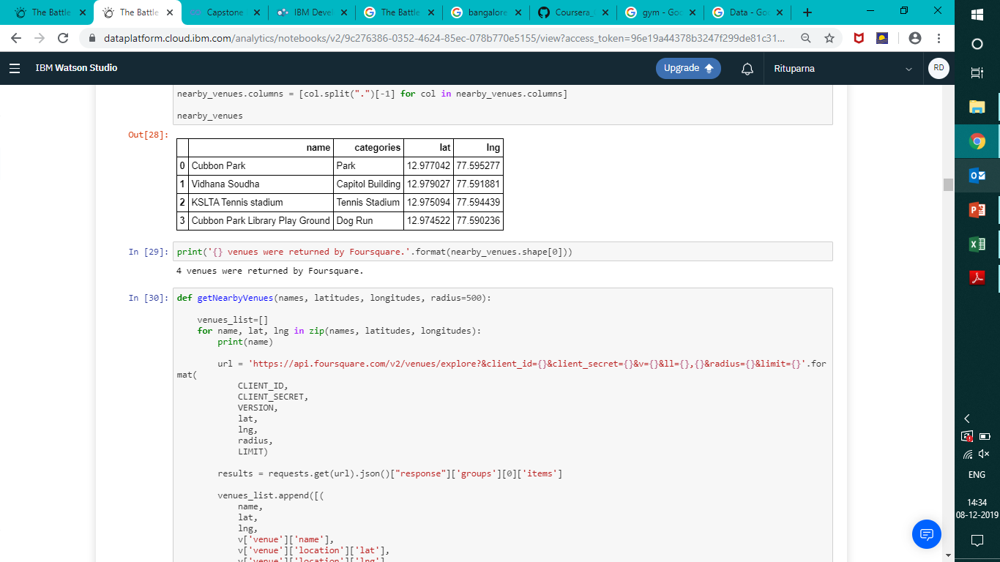 The Battle
The Battle
Capstone
IBM Devel
The Battle
bangalore
Coursera_
gym - Goo
Data - Goo
dataplatform.cloud.ibm.com/analytics/notebooks/v2/9c276386-0352-4624-85ec-078b770e5155/view?access_token=96e19a44378b3247f299de81c31...
IBM Watson Studio
Upgrade
Rituparna
RD
nearby_venues.columns = [col.split(".")[-1] for col in nearby_venues.columns]
nearby_venues
Out[28]:
name categories lat lng
0 Cubbon Park Park 12.977042 77.595277
1 Vidhana Soudha Capitol Building 12.979027 77.591881
2 KSLTA Tennis stadium Tennis Stadium 12.975094 77.594439
3 Cubbon Park Library Play Ground Dog Run 12.974522 77.590236
In [29]: print('{} venues were returned by Foursquare.'.format(nearby_venues.shape[0]))
4 venues were returned by Foursquare.
In [30]: def getNearbyVenues(names, latitudes, longitudes, radius=500):
venues_list=[]
for name, lat, lng in zip(names, latitudes, longitudes):
print(name)
url = 'https://api.foursquare.com/v2/venues/explore?&client_id={}&client_secret={}&v={}&ll={},{}&radius={}&limit={}'.for
mat(
CLIENT_ID,
CLIENT_SECRET,
VERSION,
lat,
lng,
radius,
LIMIT)
results = requests.get(url).json()["response"]['groups'][0]['items']
venues_list.append([(
name,
lat,
lng,
v['venue']['name'],
v['venue']['location']['lat'],
v['venue']['location']['lng']
ENG
14:34
08-12-2019